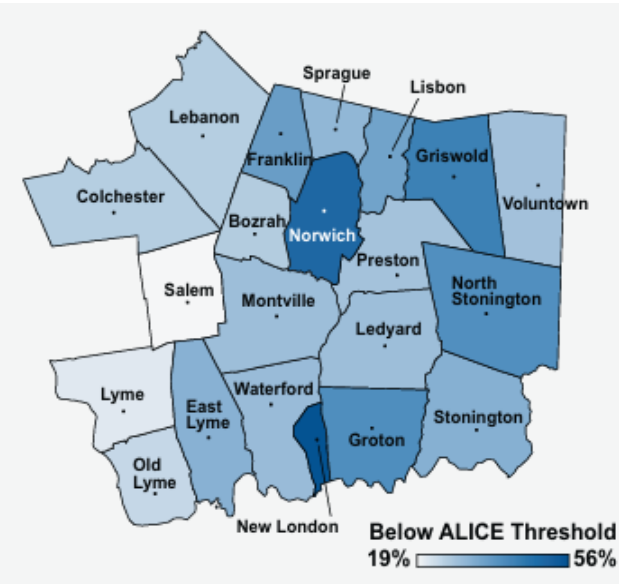 Sprague
Lisbon
Lebanon
Franklin
Griswold
Colchester
Voluntown
Bozrah
Norwich
Preston
Salem
North
Stonington
Montville
Ledyard
Lyme
Waterford
East
Lyme
Stonington
Groton
Old
Lyme
New London
Below ALICE Threshold
19% 56%